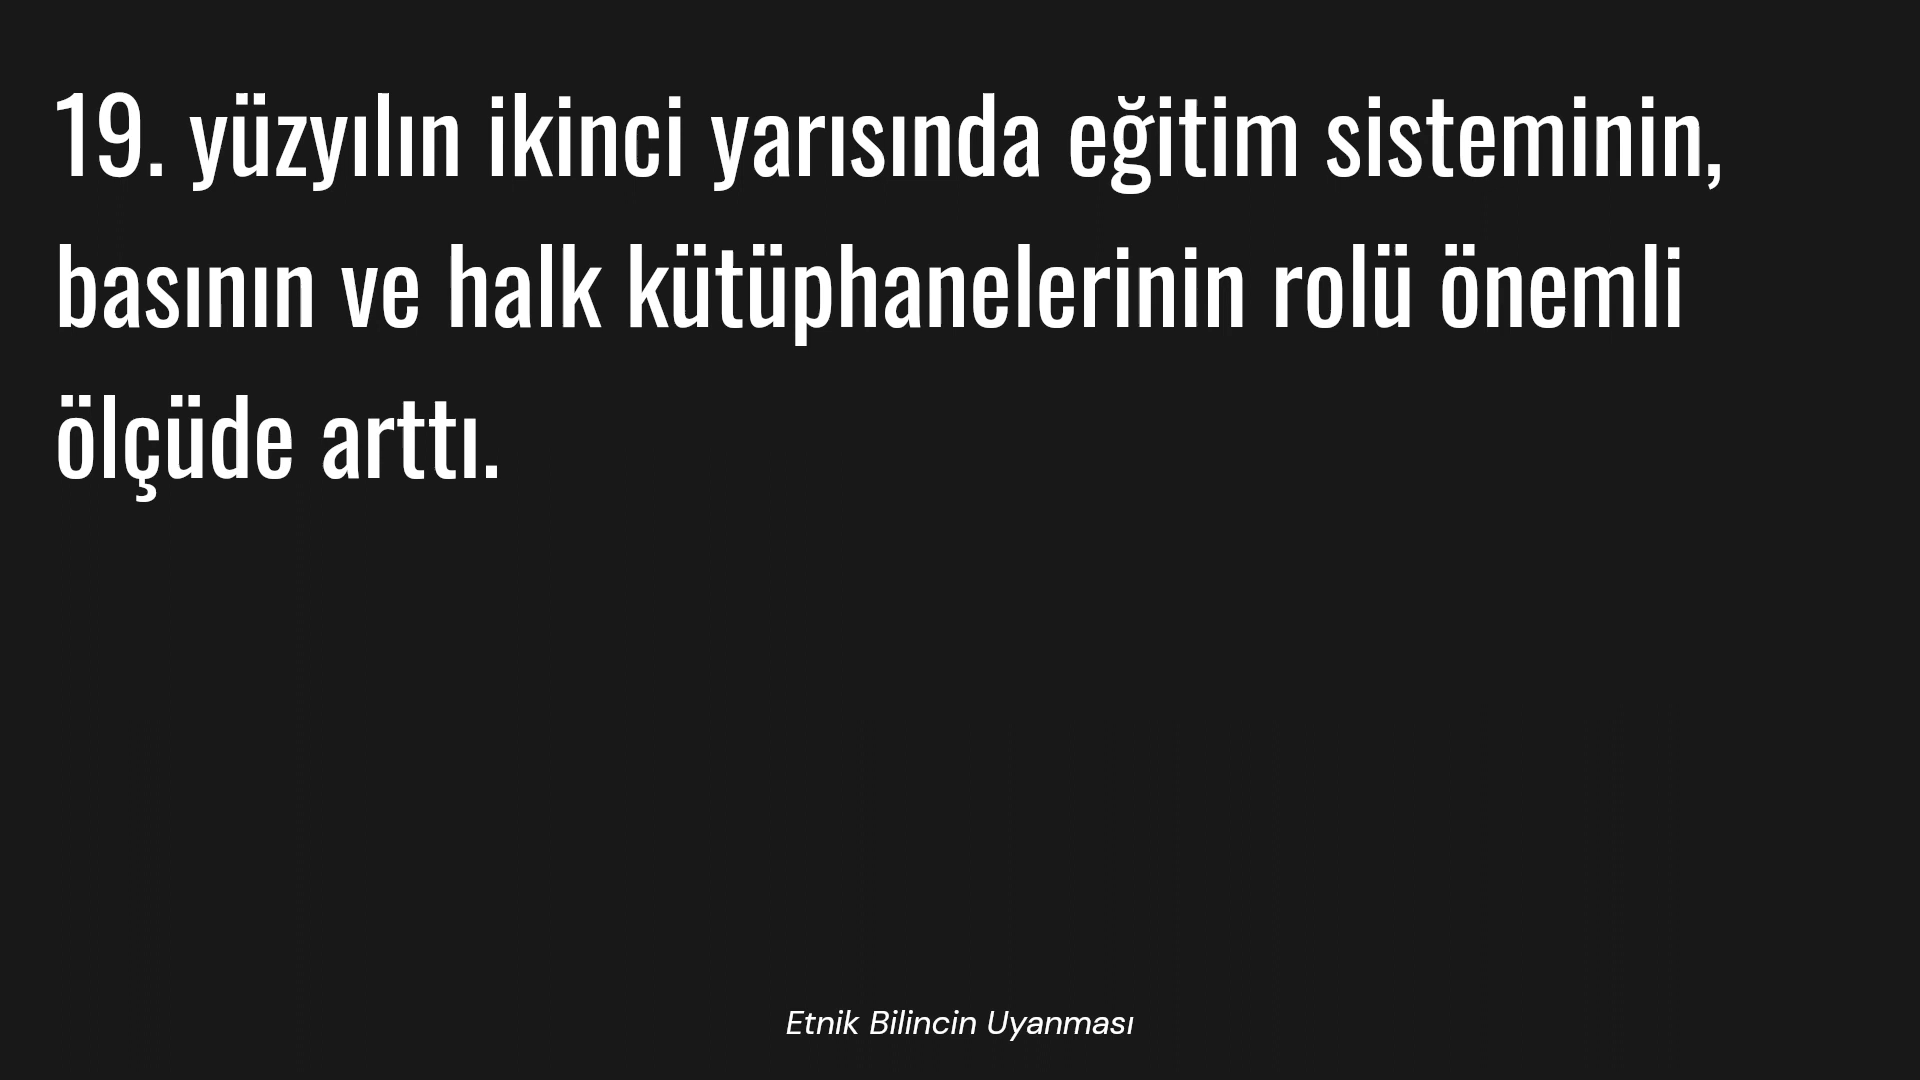 19. yüzyılın ikinci yarısında eğitim sisteminin,
basının ve halk kütüphanelerinin rolü önemli
ölçüde arttı.
Etnik Bilincin Uyanması